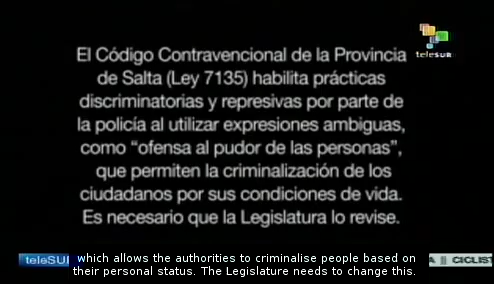 teleSUR
El Código Contravencional de la Provincia
de Salta (Ley 7135) habilita prácticas
discriminatorias y represivas por parte de
la policía al utilizar expresiones ambiguas,
como “ofensa al pudor de las personas”,
que permiten la criminalización de los
ciudadanos por sus condiciones de vida.
Es necesario que la Legislatura lo revise.
which allows the authorities to criminalise people based on
teleSUR
CICLIST
their personal status. The Legislature needs to change this.